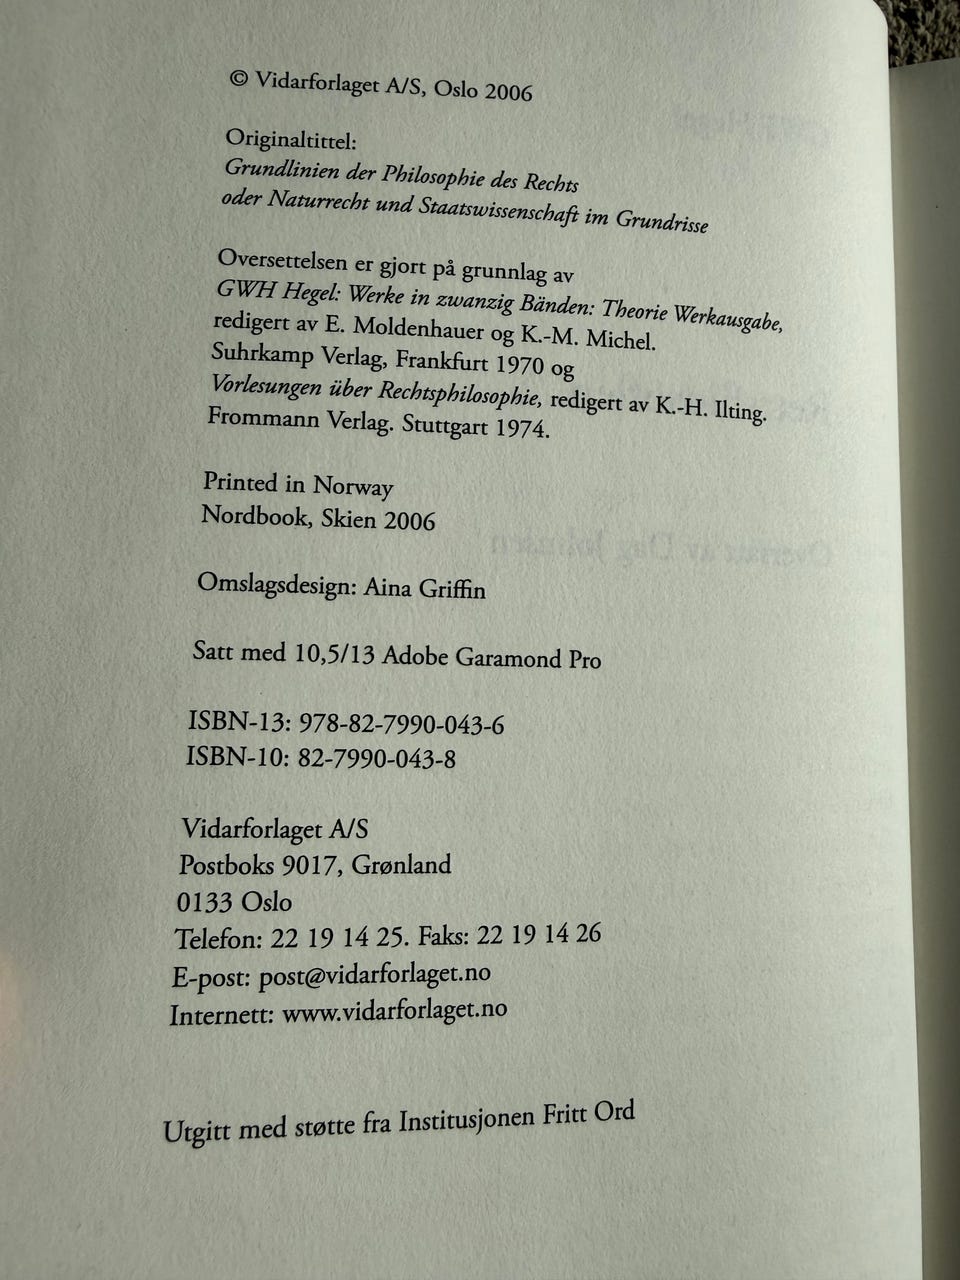 © Vidarforlaget A/S, Oslo 2006
Originaltittel:
Grundlinien der Philosophie des Rechts
oder Naturrecht und Staatswissenschaft im Grundrisse
Oversettelsen er gjort på grunnlag av
GWH Hegel: Werke in zwanzig Bänden: Theorie Werkausgabe,
redigert av E. Moldenhauer og K.-M. Michel.
Suhrkamp Verlag, Frankfurt 1970 og
Vorlesungen über Rechtsphilosophie, redigert av K.-H. Ilting.
Frommann Verlag. Stuttgart 1974.
Printed in Norway
Nordbook, Skien 2006
Omslagsdesign: Aina Griffin
Satt med 10,5/13 Adobe Garamond Pro
ISBN-13: 978-82-7990-043-6
ISBN-10: 82-7990-043-8
Vidarforlaget A/S
Postboks 9017, Grønland
0133 Oslo
Telefon: 22 19 14 25. Faks: 22 19 14 26
E-post: post@vidarforlaget.no
Internett: www.vidarforlaget.no
Utgitt med støtte fra Institusjonen Fritt Ord